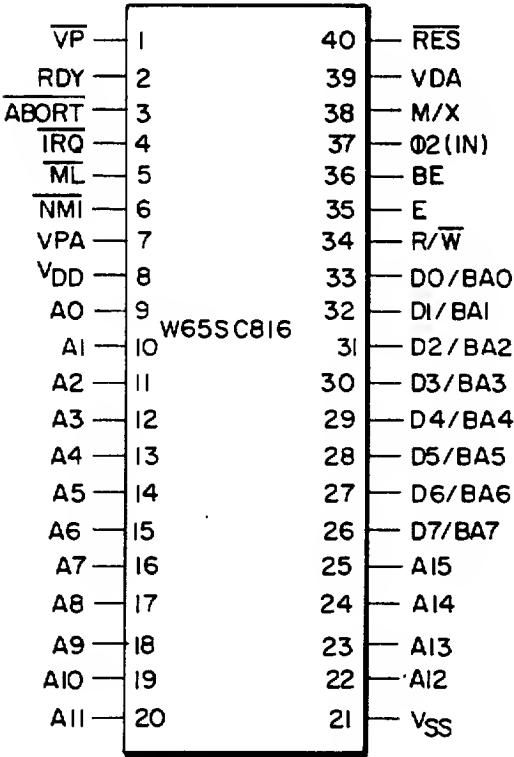 VP 1 40 RES
RDY 2 39 VDA
ABORT 3 38 M/X
IRQ 4 37 Φ2(IN)
ML 5 36 BE
NMI 6 35 E
VPA 7 34 R/W
VDD 8 33 D0/BA0
A0 9 32 D1/BA1
W65SC816
A1 10 31 D2/BA2
A2 11 30 D3/BA3
A3 12 29 D4/BA4
A4 13 28 D5/BA5
A5 14 27 D6/BA6
A6 15 26 D7/BA7
A7 16 25 A15
A8 17 24 A14
A9 18 23 A13
A10 19 22 A12
A11 20 21 VSS